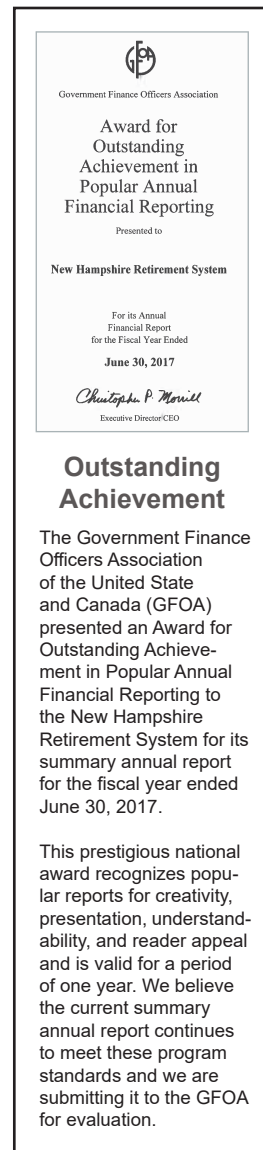 GFOA
Government Finance Officers Association
Award for
Outstanding
Achievement in
Popular Annual
Financial Reporting
Presented to
New Hampshire Retirement System
For its Annual
Financial Report
for the Fiscal Year Ended
June 30, 2017
Christopher P. Morrill
Executive Director/CEO
Outstanding
Achievement
The Government Finance
Officers Association
of the United State
and Canada (GFOA)
presented an Award for
Outstanding Achieve-
ment in Popular Annual
Financial Reporting to
the New Hampshire
Retirement System for its
summary annual report
for the fiscal year ended
June 30, 2017.
This prestigious national
award recognizes popu-
lar reports for creativity,
presentation, understand-
ability, and reader appeal
and is valid for a period
of one year. We believe
the current summary
annual report continues
to meet these program
standards and we are
submitting it to the GFOA
for evaluation.